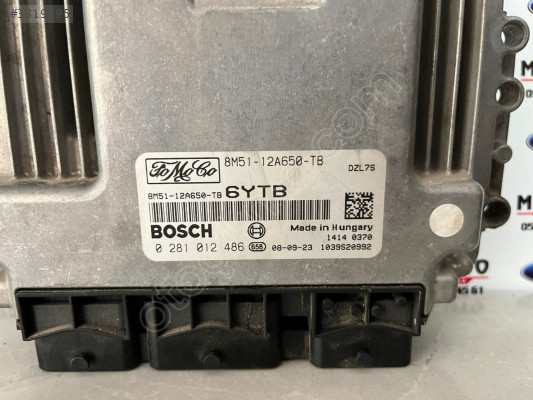 FoMoCo 8M51-12A650-TB
DZL7S
8M51-12A650-TB 6YTB
BOSCH
Made in Hungary
1414 0370
0 281 012 486 658 08-09-23 1039S20992